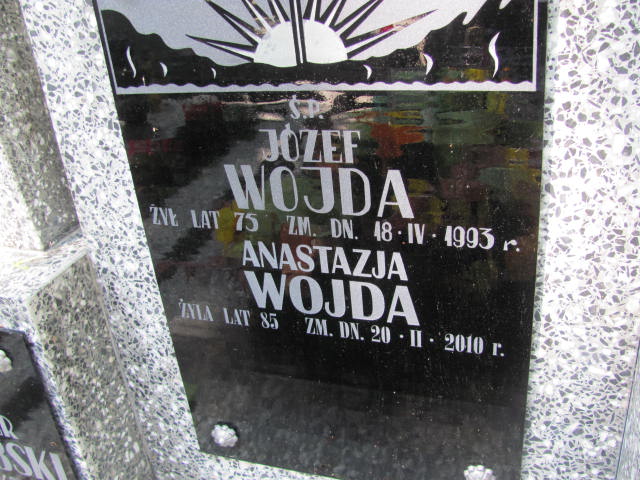 Ś.P.
JÓZEF
WOJDA
ŻYŁ LAT 75 ZM. DN. 18·IV·1993 r.
ANASTAZJA
WOJDA
ŻYŁA LAT 85 ZM. DN. 20·II·2010 r.